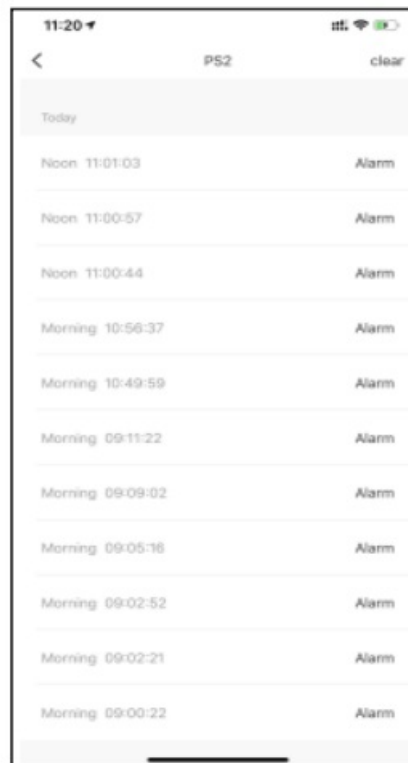 11:20
PS2 clear
Today
Noon 11:01:03 Alarm
Noon 11:00:57 Alarm
Noon 11:00:44 Alarm
Morning 10:56:37 Alarm
Morning 10:49:59 Alarm
Morning 09:11:22 Alarm
Morning 09:09:02 Alarm
Morning 09:05:16 Alarm
Morning 09:02:52 Alarm
Morning 09:02:21 Alarm
Morning 09:00:22 Alarm